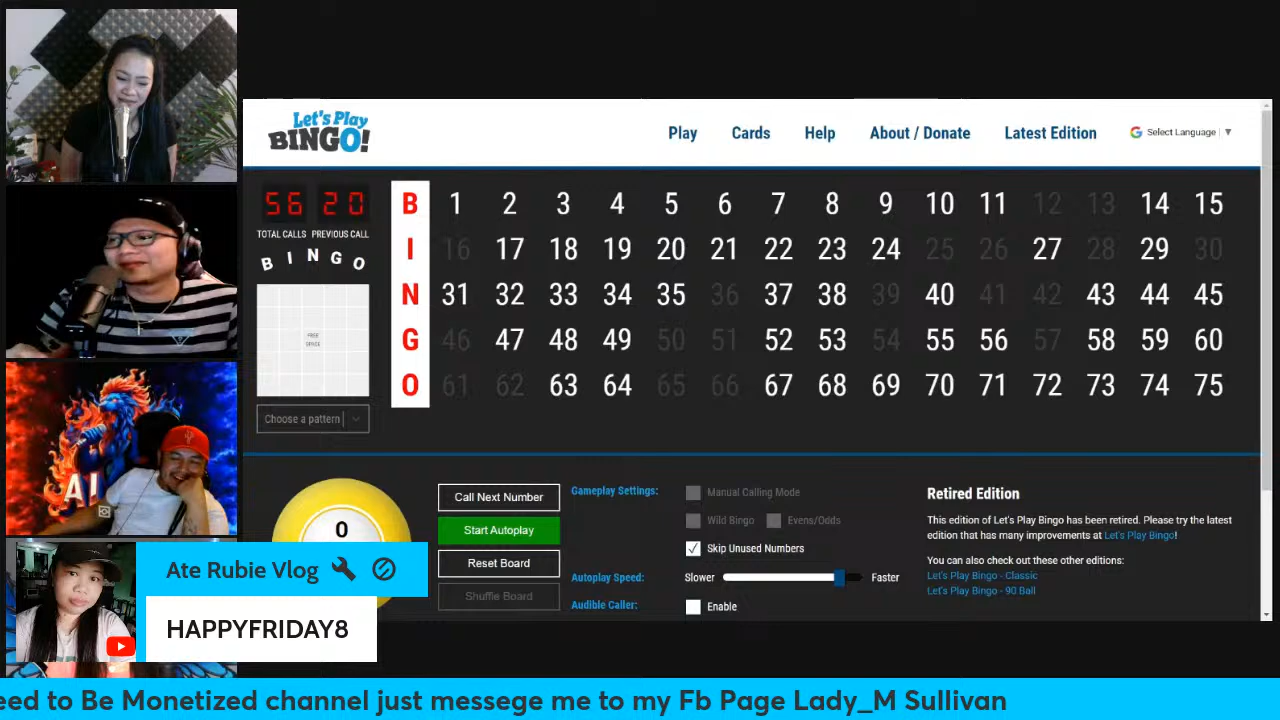 Let's Play
BINGO!
Play Cards Help About / Donate Latest Edition Select Language ▼
56 20
TOTAL CALLS PREVIOUS CALL
B I N G O
FREE
SPACE
Choose a pattern
B 1 2 3 4 5 6 7 8 9 10 11 12 13 14 15
I 16 17 18 19 20 21 22 23 24 25 26 27 28 29 30
N 31 32 33 34 35 36 37 38 39 40 41 42 43 44 45
G 46 47 48 49 50 51 52 53 54 55 56 57 58 59 60
O 61 62 63 64 65 66 67 68 69 70 71 72 73 74 75
0
Call Next Number
Start Autoplay
Reset Board
Shuffle Board
Gameplay Settings:
Manual Calling Mode
Wild Bingo Evens/Odds
Skip Unused Numbers
Autoplay Speed: Slower Faster
Audible Caller: Enable
Retired Edition
This edition of Let's Play Bingo has been retired. Please try the latest
edition that has many improvements at Let's Play Bingo!
You can also check out these other editions:
Let's Play Bingo - Classic
Let's Play Bingo - 90 Ball
Ate Rubie Vlog
HAPPYFRIDAY8
eed to Be Monetized channel just messege me to my Fb Page Lady_M Sullivan